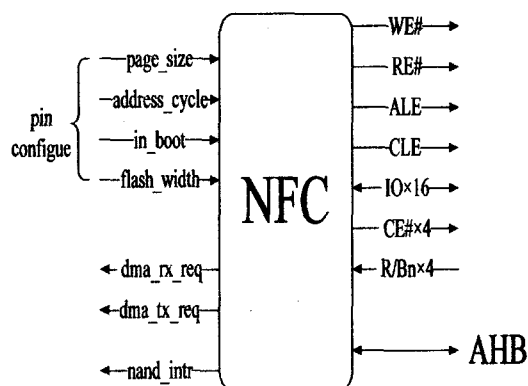 page_size
address_cycle
in_boot
flash_width
pin
configue
dma_rx_req
dma_tx_req
nand_intr
NFC
WE#
RE#
ALE
CLE
IO×16
CE#×4
R/Bn×4
AHB